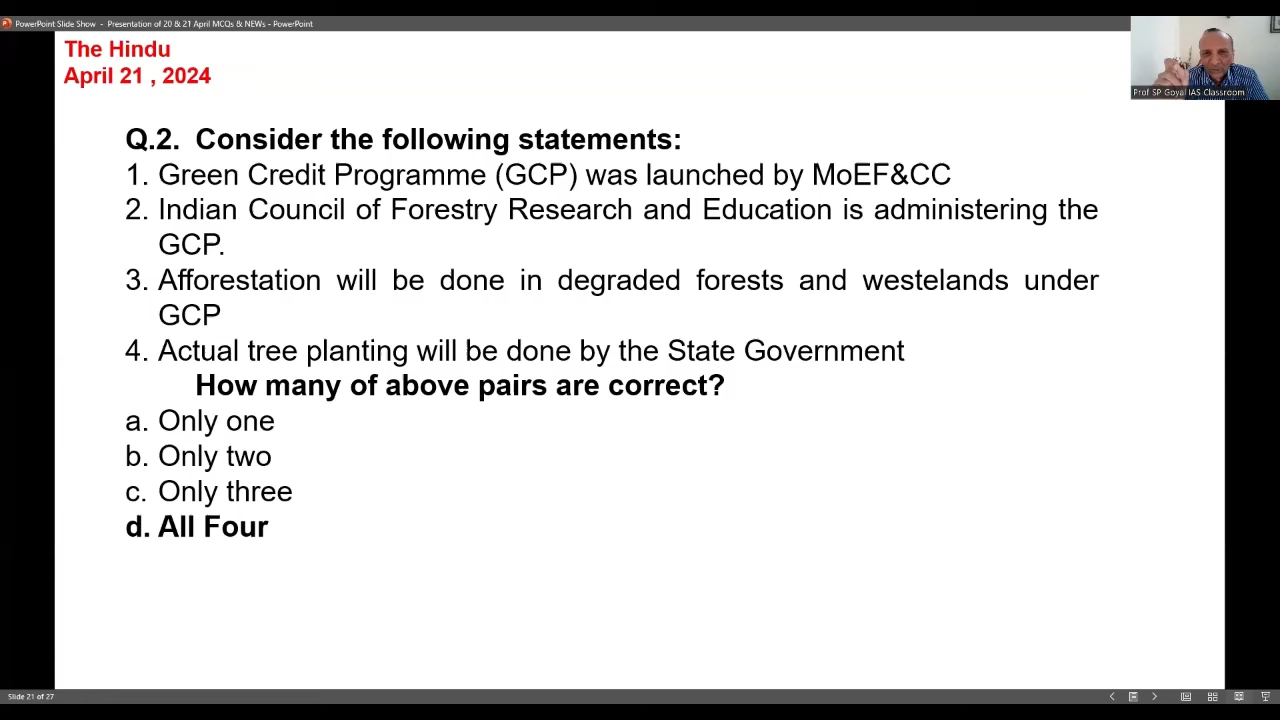 PowerPoint Slide Show - Presentation of 20 & 21 April MCQs & NEWs - PowerPoint
The Hindu
April 21 , 2024
Prof SP Goyal IAS Classroom
Q.2. Consider the following statements:
1. Green Credit Programme (GCP) was launched by MoEF&CC
2. Indian Council of Forestry Research and Education is administering the
GCP.
3. Afforestation will be done in degraded forests and westelands under
GCP
4. Actual tree planting will be done by the State Government
How many of above pairs are correct?
a. Only one
b. Only two
c. Only three
d. All Four
Slide 21 of 27